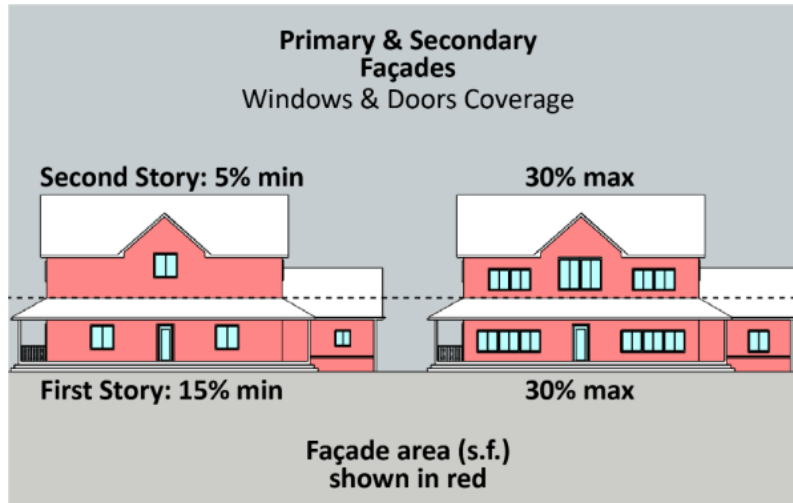 Primary & Secondary
Façades
Windows & Doors Coverage
Second Story: 5% min
30% max
First Story: 15% min
30% max
Façade area (s.f.)
shown in red